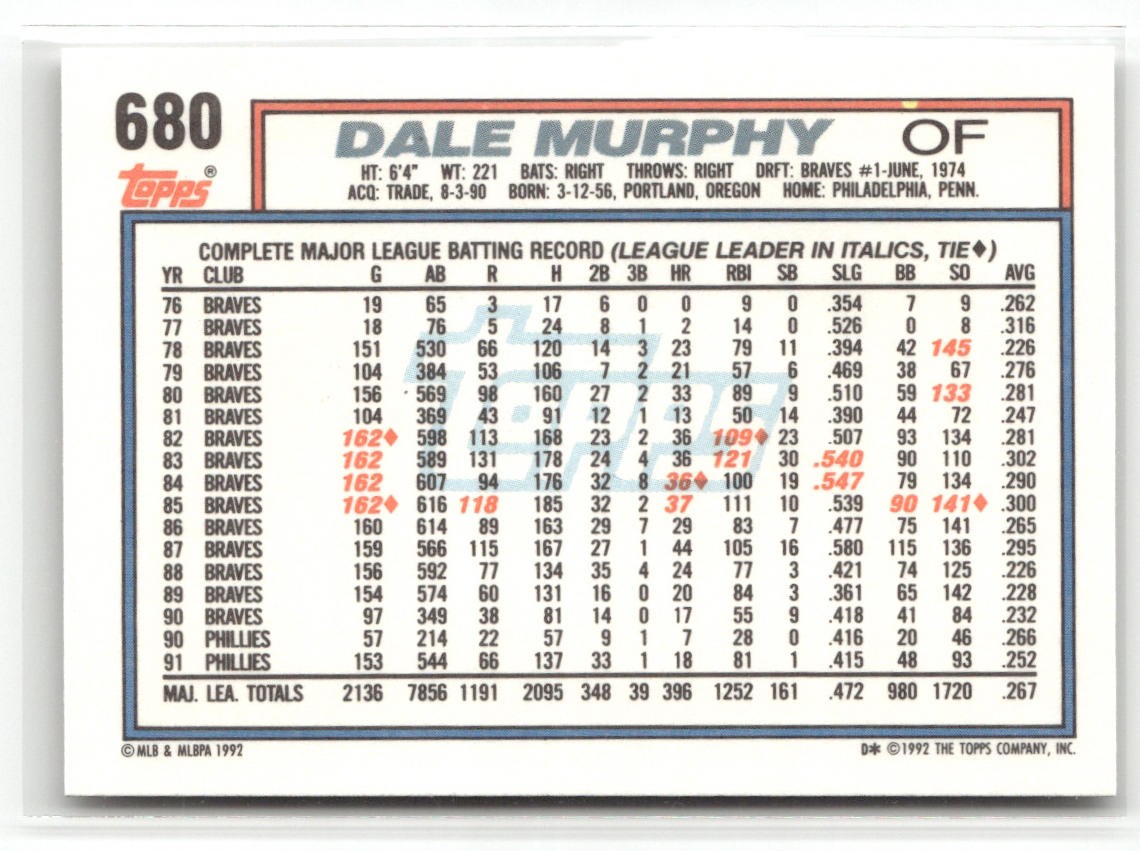 680
DALE MURPHY OF
topps®
HT: 6'4" WT: 221 BATS: RIGHT THROWS: RIGHT DRFT: BRAVES #1-JUNE, 1974
ACQ: TRADE, 8-3-90 BORN: 3-12-56, PORTLAND, OREGON HOME: PHILADELPHIA, PENN.
COMPLETE MAJOR LEAGUE BATTING RECORD (LEAGUE LEADER IN ITALICS, TIE♦)
YR CLUB G AB R H 2B 3B HR RBI SB SLG BB SO AVG
76 BRAVES 19 65 3 17 6 0 0 9 0 .354 7 9 .262
77 BRAVES 18 76 5 24 8 1 2 14 0 .526 0 8 .316
78 BRAVES 151 530 66 120 14 3 23 79 11 .394 42 145 .226
79 BRAVES 104 384 53 106 7 2 21 57 6 .469 38 67 .276
80 BRAVES 156 569 98 160 27 2 33 89 9 .510 59 133 .281
81 BRAVES 104 369 43 91 12 1 13 50 14 .390 44 72 .247
82 BRAVES 162♦ 598 113 168 23 2 36 109♦ 23 .507 93 134 .281
83 BRAVES 162 589 131 178 24 4 36 121 30 .540 90 110 .302
84 BRAVES 162 607 94 176 32 8 36♦ 100 19 .547 79 134 .290
85 BRAVES 162♦ 616 118 185 32 2 37 111 10 .539 90 141♦ .300
86 BRAVES 160 614 89 163 29 7 29 83 7 .477 75 141 .265
87 BRAVES 159 566 115 167 27 1 44 105 16 .580 115 136 .295
88 BRAVES 156 592 77 134 35 4 24 77 3 .421 74 125 .226
89 BRAVES 154 574 60 131 16 0 20 84 3 .361 65 142 .228
90 BRAVES 97 349 38 81 14 0 17 55 9 .418 41 84 .232
90 PHILLIES 57 214 22 57 9 1 7 28 0 .416 20 46 .266
91 PHILLIES 153 544 66 137 33 1 18 81 1 .415 48 93 .252
MAJ. LEA. TOTALS 2136 7856 1191 2095 348 39 396 1252 161 .472 980 1720 .267
topps
© MLB & MLBPA 1992
D* ©1992 THE TOPPS COMPANY, INC.